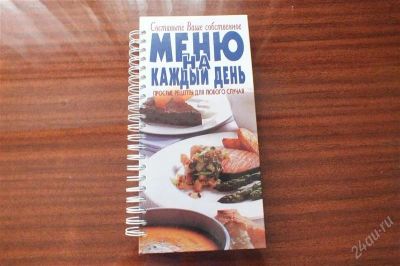 Составьте Ваше собственное
МЕНЮ
НА
КАЖДЫЙ ДЕНЬ
ПРОСТЫЕ РЕЦЕПТЫ ДЛЯ ЛЮБОГО СЛУЧАЯ
24au.ru